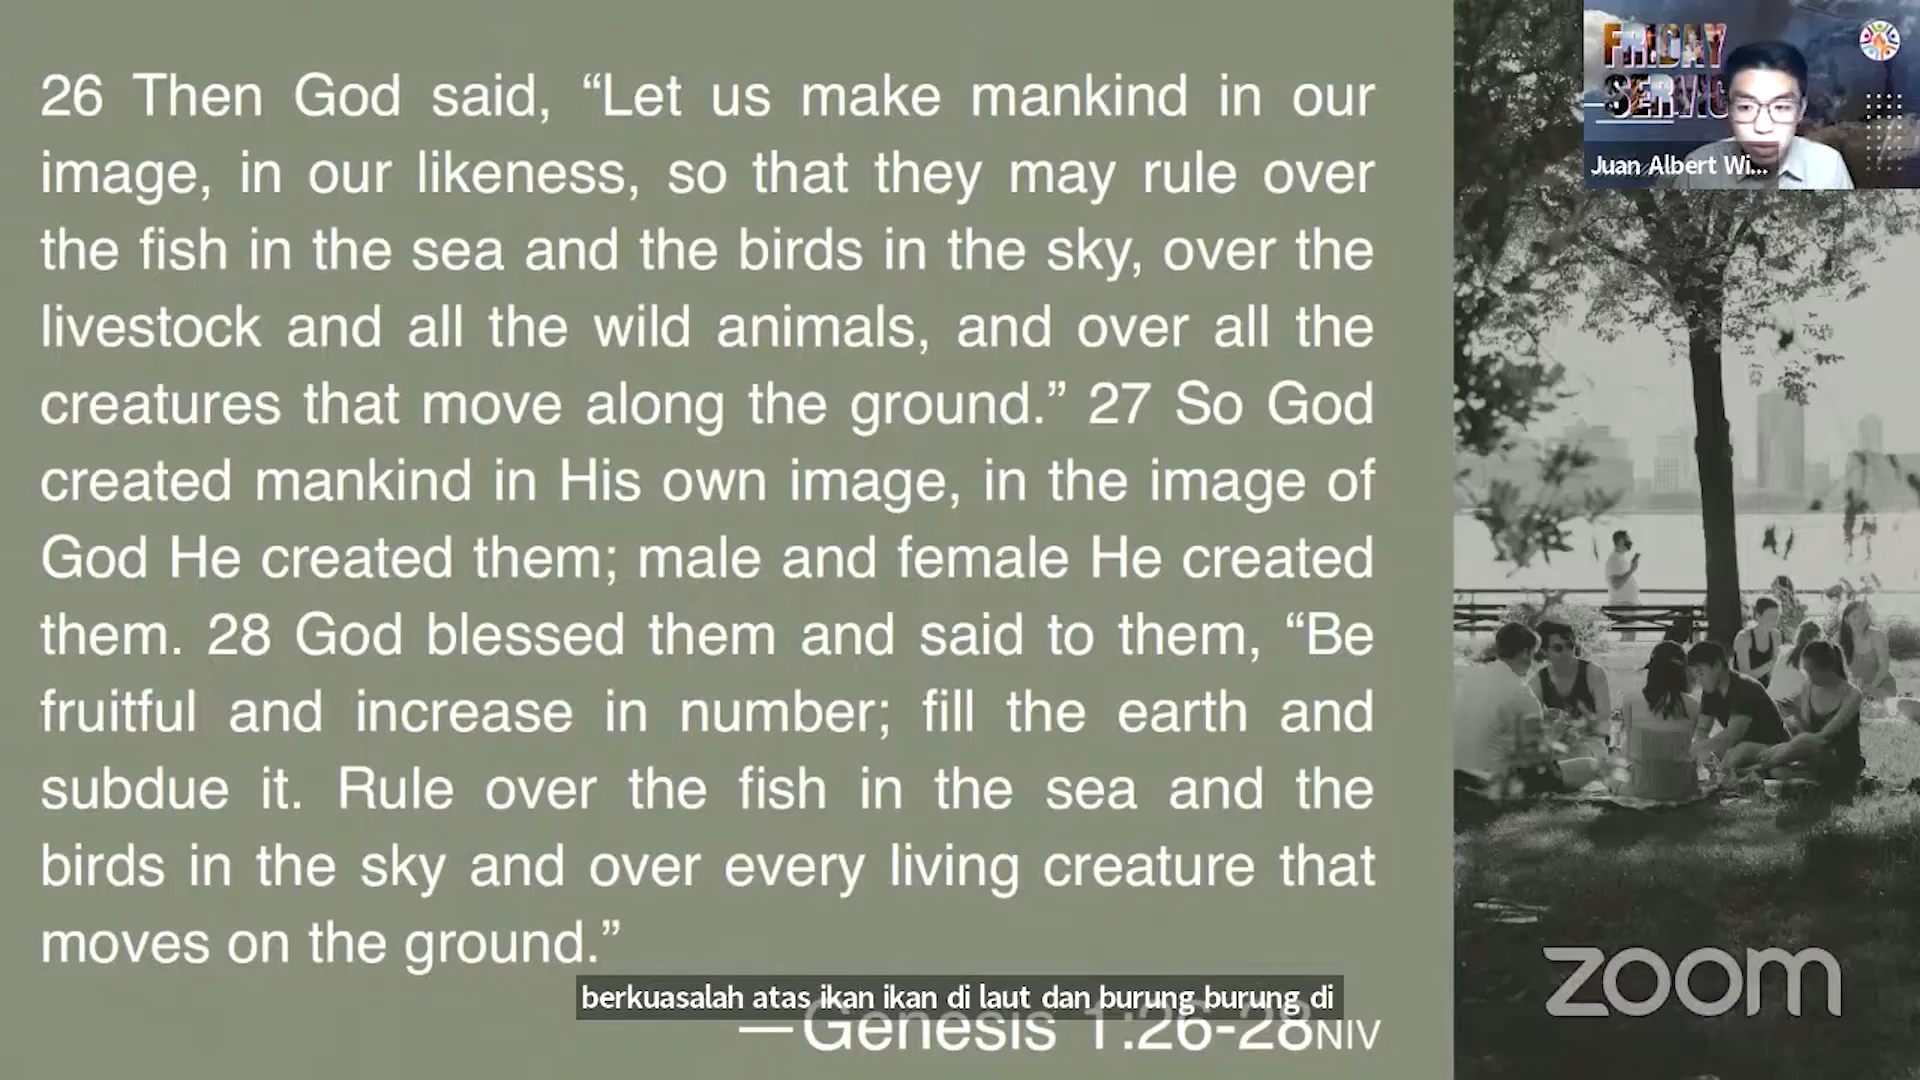 26 Then God said, “Let us make mankind in our
image, in our likeness, so that they may rule over
the fish in the sea and the birds in the sky, over the
livestock and all the wild animals, and over all the
creatures that move along the ground.” 27 So God
created mankind in His own image, in the image of
God He created them; male and female He created
them. 28 God blessed them and said to them, “Be
fruitful and increase in number; fill the earth and
subdue it. Rule over the fish in the sea and the
birds in the sky and over every living creature that
moves on the ground.”
berkuasalah atas ikan ikan di laut dan burung burung di
—Genesis 1:26-28NIV
FRIDAY
SERVIC
Juan Albert Wi...
zoom